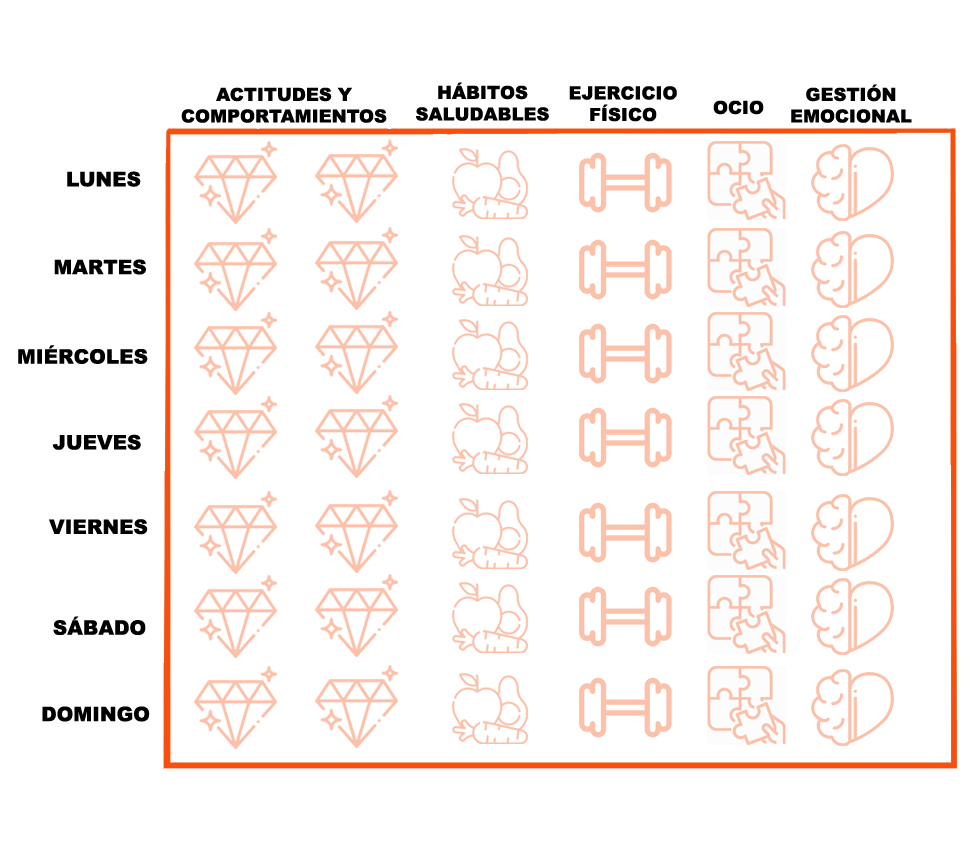 ACTITUDES Y
COMPORTAMIENTOS
HÁBITOS
SALUDABLES
EJERCICIO
FÍSICO
OCIO
GESTIÓN
EMOCIONAL
LUNES
MARTES
MIÉRCOLES
JUEVES
VIERNES
SÁBADO
DOMINGO